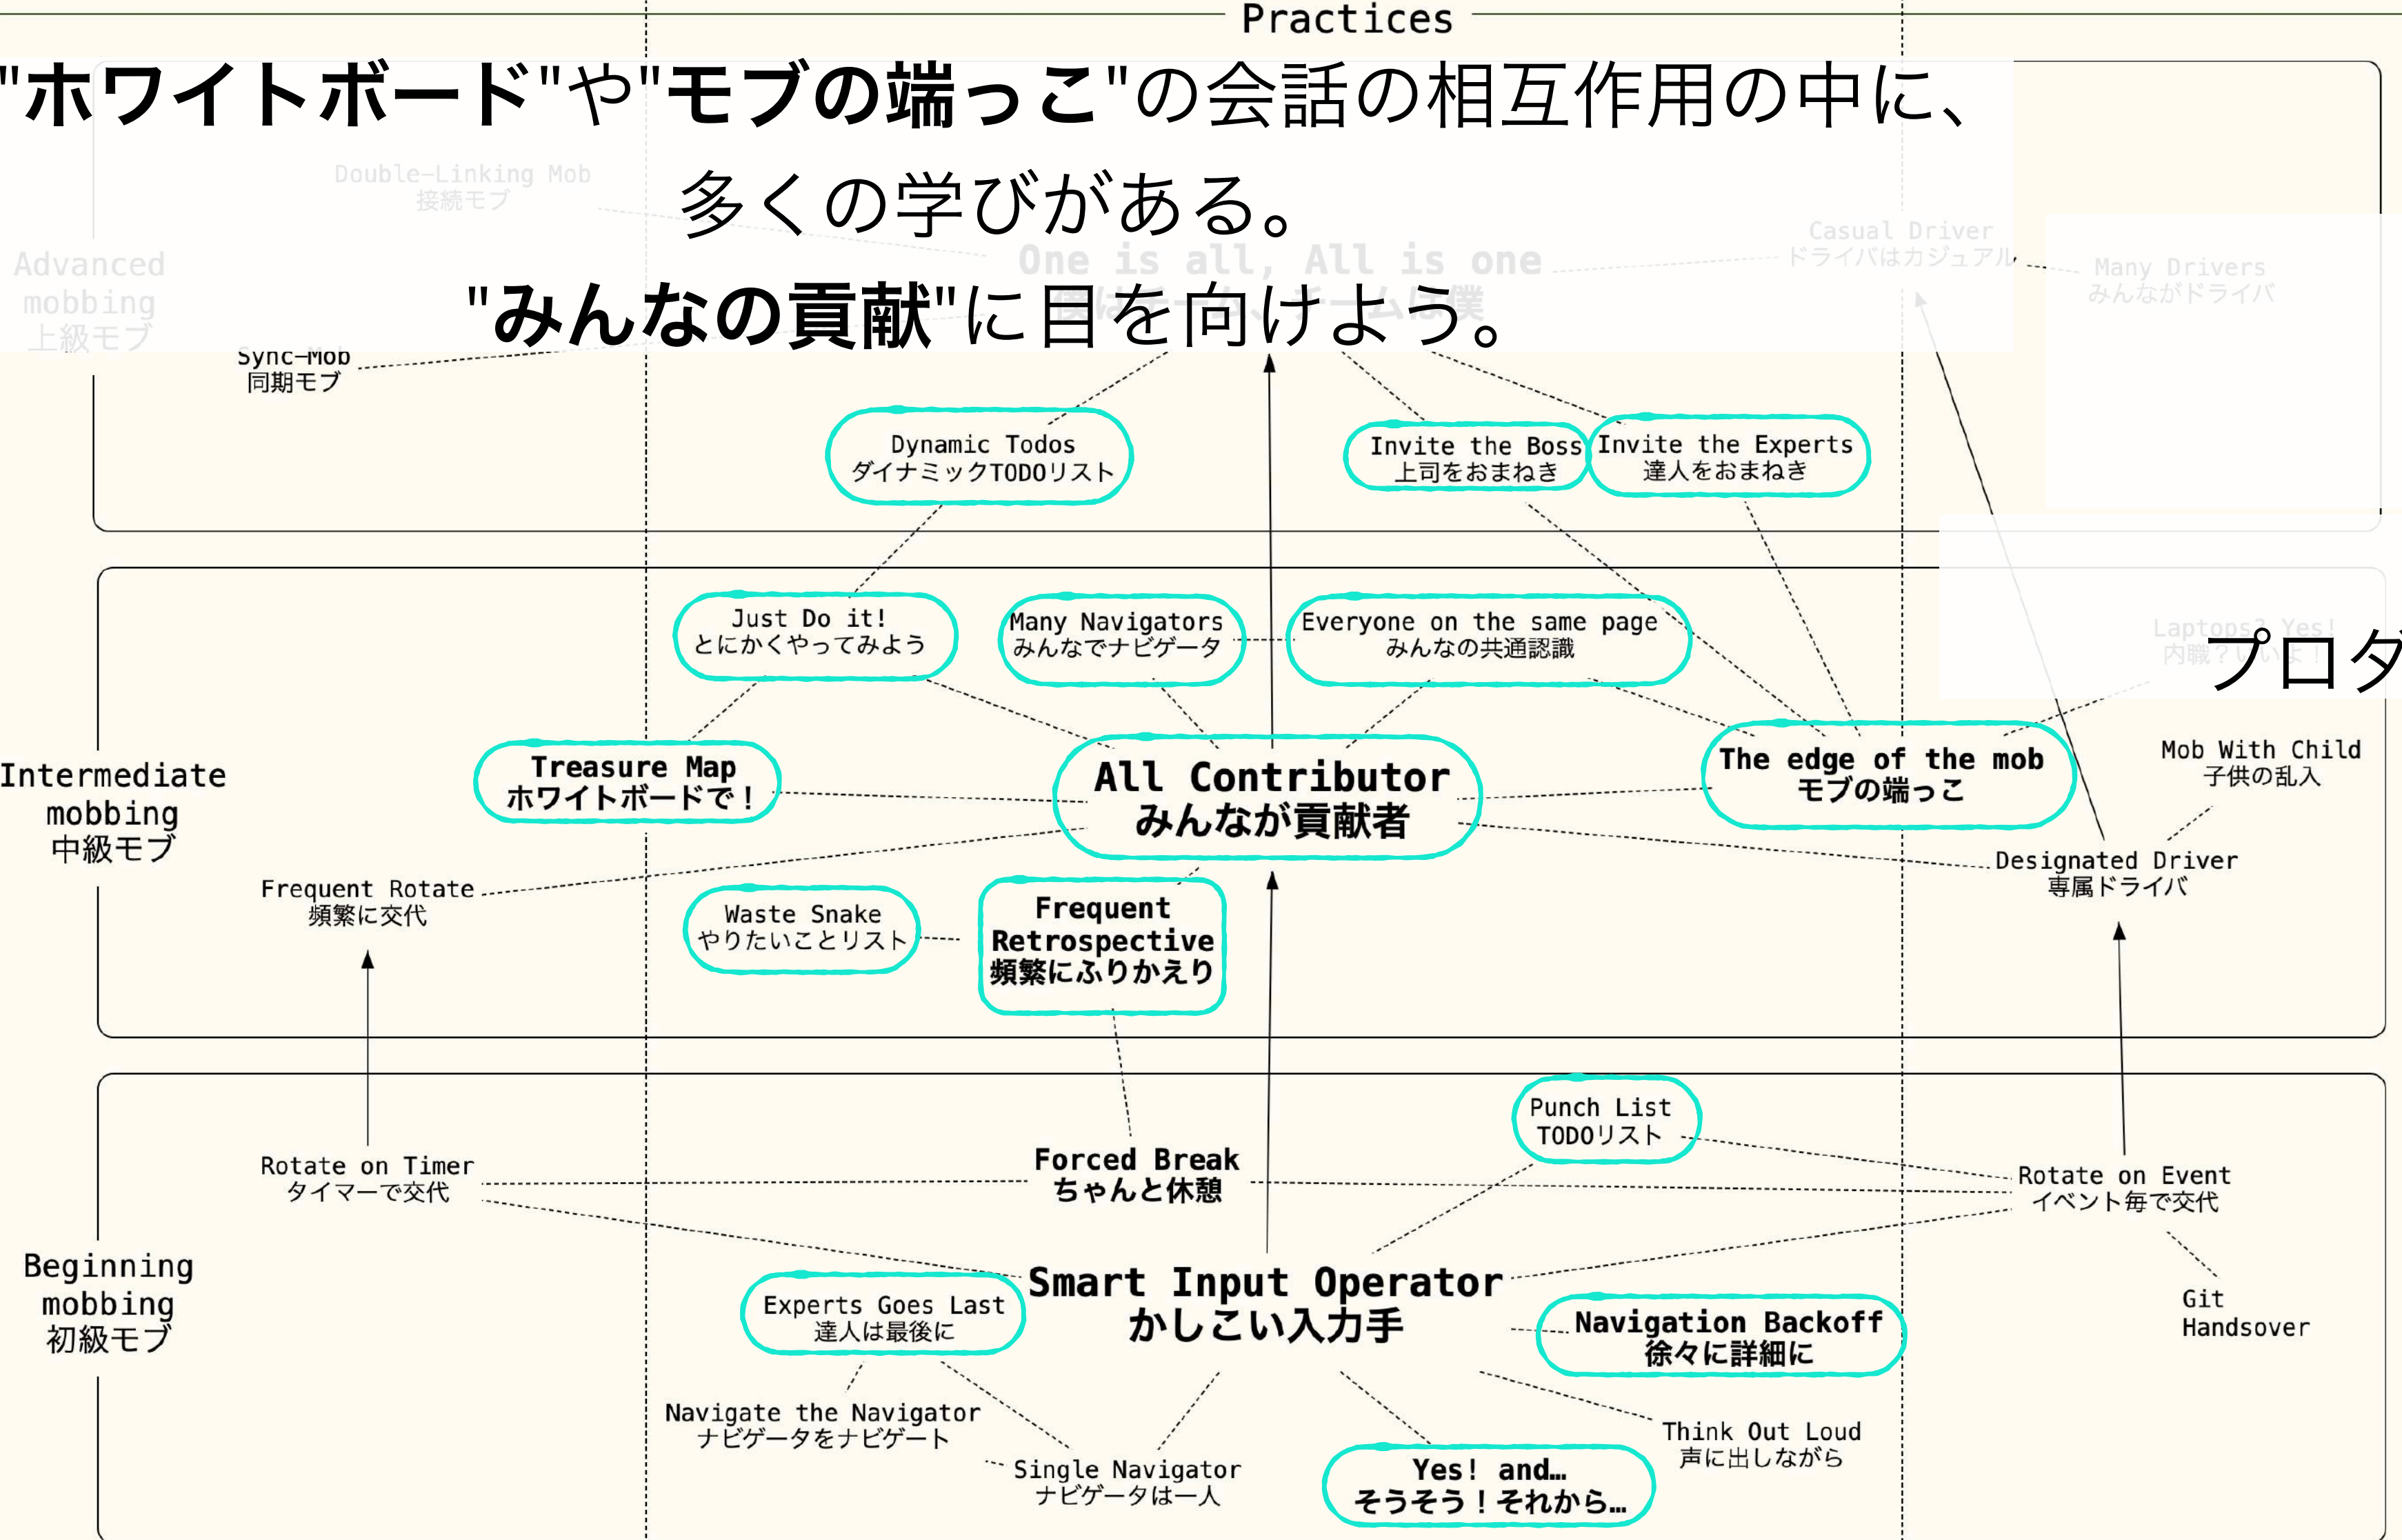 Practices
"ホワイトボード"や"モブの端っこ"の会話の相互作用の中に、
多くの学びがある。
"みんなの貢献"に目を向けよう。
Double-Linking Mob
接続モブ
Advanced
mobbing
上級モブ
One is all, All is one
僕はチーム、チームは僕
Casual Driver
ドライバはカジュアル
Many Drivers
みんながドライバ
Sync-Mob
同期モブ
Dynamic Todos
ダイナミックTODOリスト
Invite the Boss
上司をおまねき
Invite the Experts
達人をおまねき
Just Do it!
とにかくやってみよう
Many Navigators
みんなでナビゲータ
Everyone on the same page
みんなの共通認識
Laptops? Yes!
内職？いいよ！
プロダ
Intermediate
mobbing
中級モブ
Treasure Map
ホワイトボードで！
All Contributor
みんなが貢献者
The edge of the mob
モブの端っこ
Mob With Child
子供の乱入
Frequent Rotate
頻繁に交代
Waste Snake
やりたいことリスト
Frequent
Retrospective
頻繁にふりかえり
Designated Driver
専属ドライバ
Punch List
TODOリスト
Rotate on Timer
タイマーで交代
Forced Break
ちゃんと休憩
Rotate on Event
イベント毎で交代
Beginning
mobbing
初級モブ
Experts Goes Last
達人は最後に
Smart Input Operator
かしこい入力手
Navigation Backoff
徐々に詳細に
Git
Handsover
Navigate the Navigator
ナビゲータをナビゲート
Single Navigator
ナビゲータは一人
Yes! and…
そうそう！それから…
Think Out Loud
声に出しながら